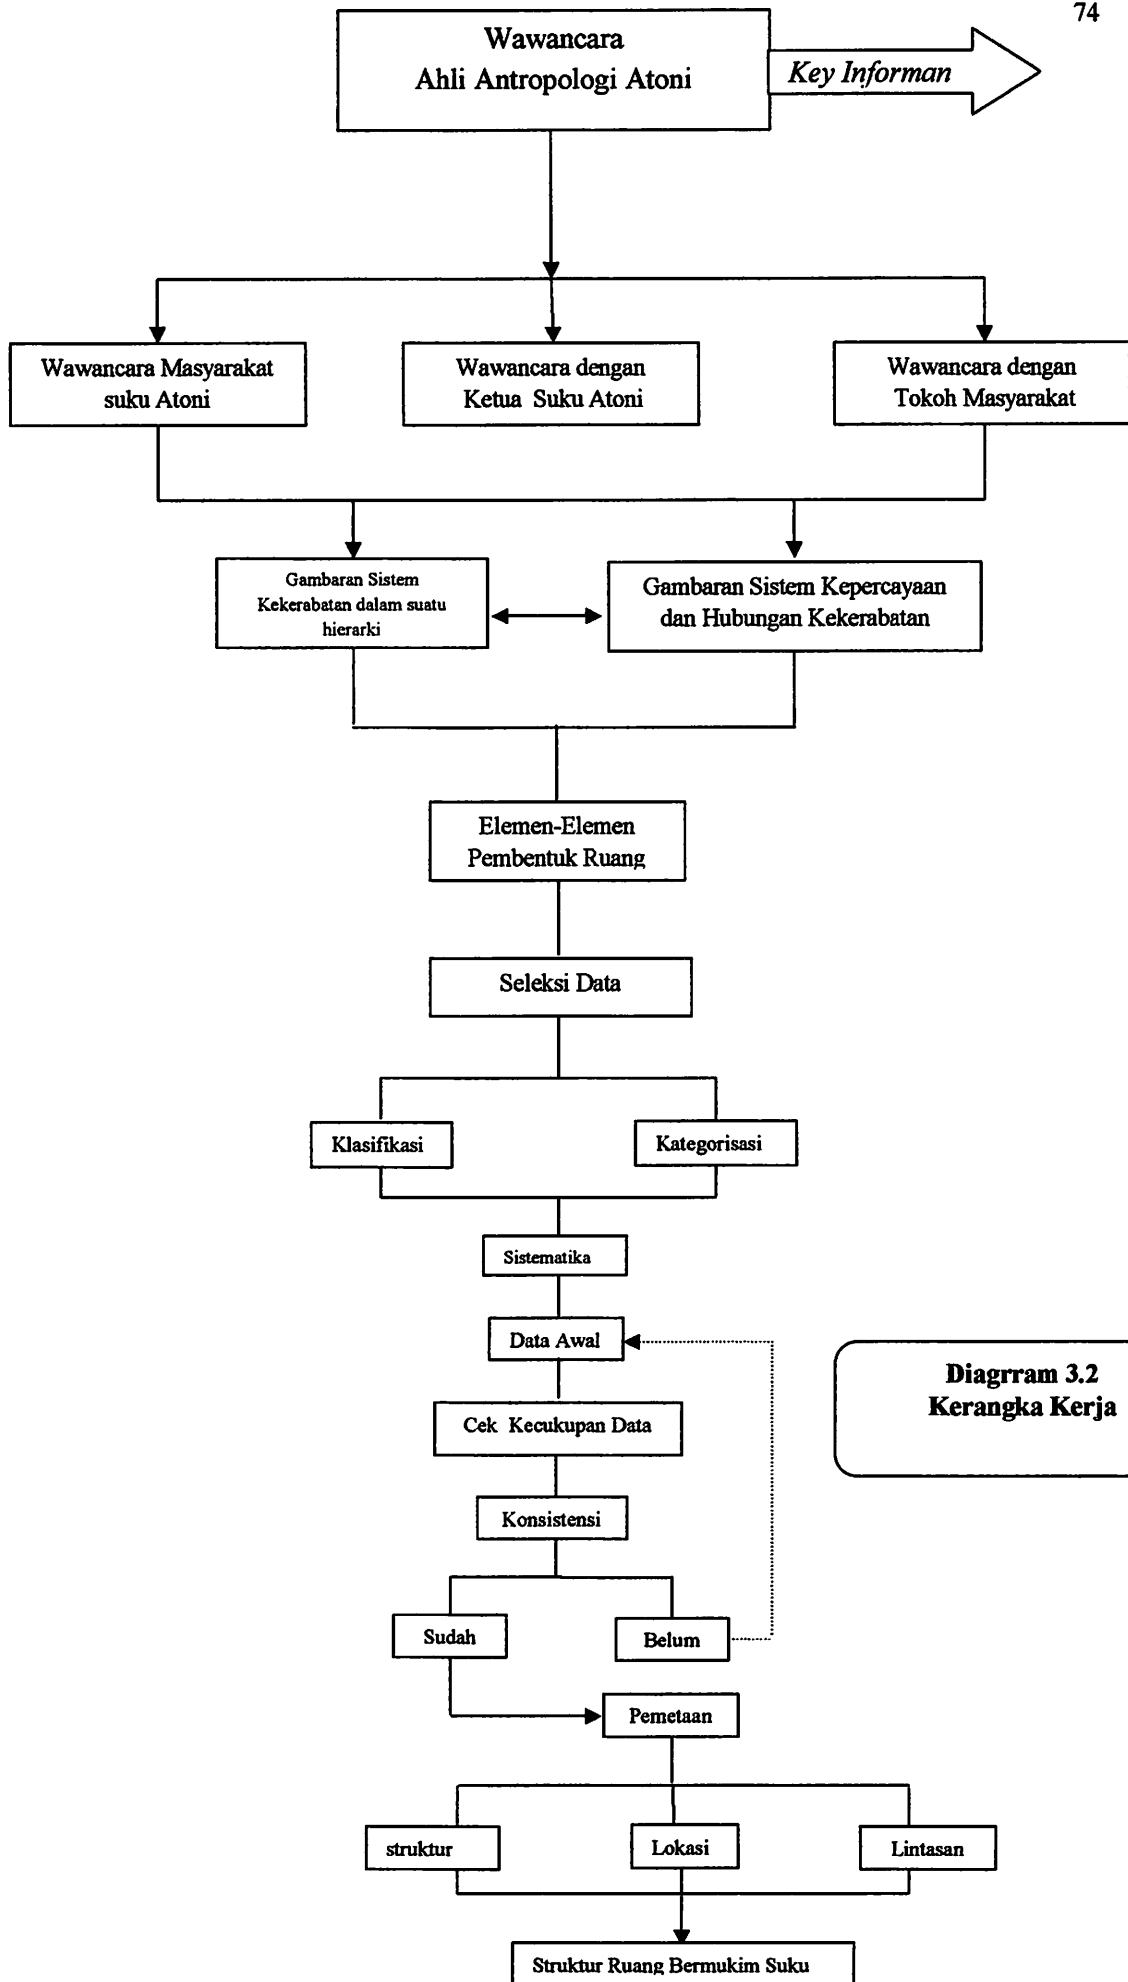 74
Wawancara
Ahli Antropologi Atoni
Key Informan
Wawancara Masyarakat
suku Atoni
Wawancara dengan
Ketua Suku Atoni
Wawancara dengan
Tokoh Masyarakat
Gambaran Sistem
Kekerabatan dalam suatu
hierarki
Gambaran Sistem Kepercayaan
dan Hubungan Kekerabatan
Elemen-Elemen
Pembentuk Ruang
Seleksi Data
Klasifikasi
Kategorisasi
Sistematika
Data Awal
Diagrram 3.2
Kerangka Kerja
Cek Kecukupan Data
Konsistensi
Sudah
Belum
Pemetaan
struktur
Lokasi
Lintasan
Struktur Ruang Bermukim Suku